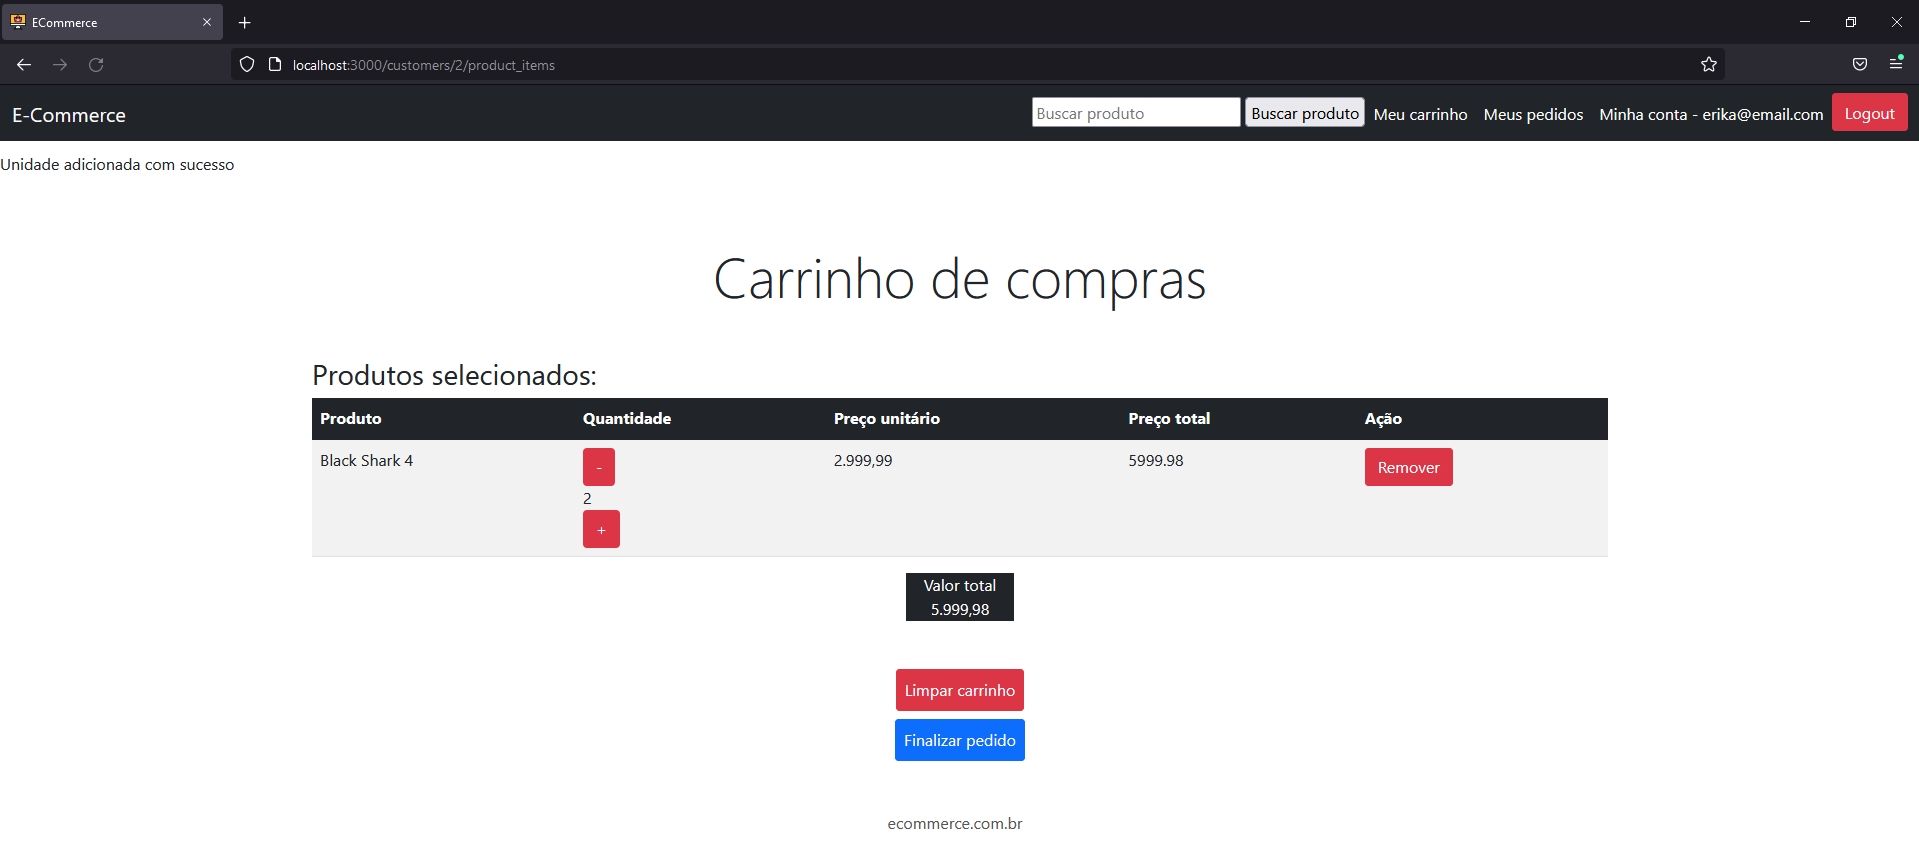 ECommerce
localhost:3000/customers/2/product_items
E-Commerce
Buscar produto
Buscar produto
Meu carrinho
Meus pedidos
Minha conta - erika@email.com
Logout
Unidade adicionada com sucesso
Carrinho de compras
Produtos selecionados:
Produto Quantidade Preço unitário Preço total Ação
Black Shark 4 - 2.999,99 5999.98 Remover
2
+
Valor total
5.999,98
Limpar carrinho
Finalizar pedido
ecommerce.com.br